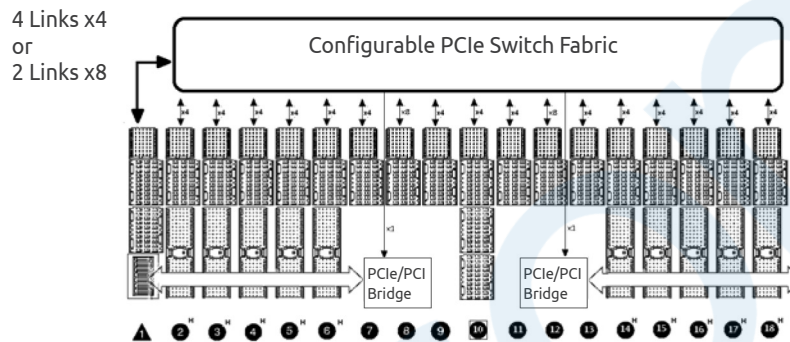 4 Links x4
or
2 Links x8
Configurable PCIe Switch Fabric
x4 x4 x4 x4 x4 x4 x8 x4 x4 x4 x8 x4 x4 x4 x4 x4 x4
x1 x1
PCIe/PCI
Bridge
PCIe/PCI
Bridge
1 2 H 3 H 4 H 5 H 6 H 7 8 9 10 11 12 13 14 H 15 H 16 H 17 H 18 H